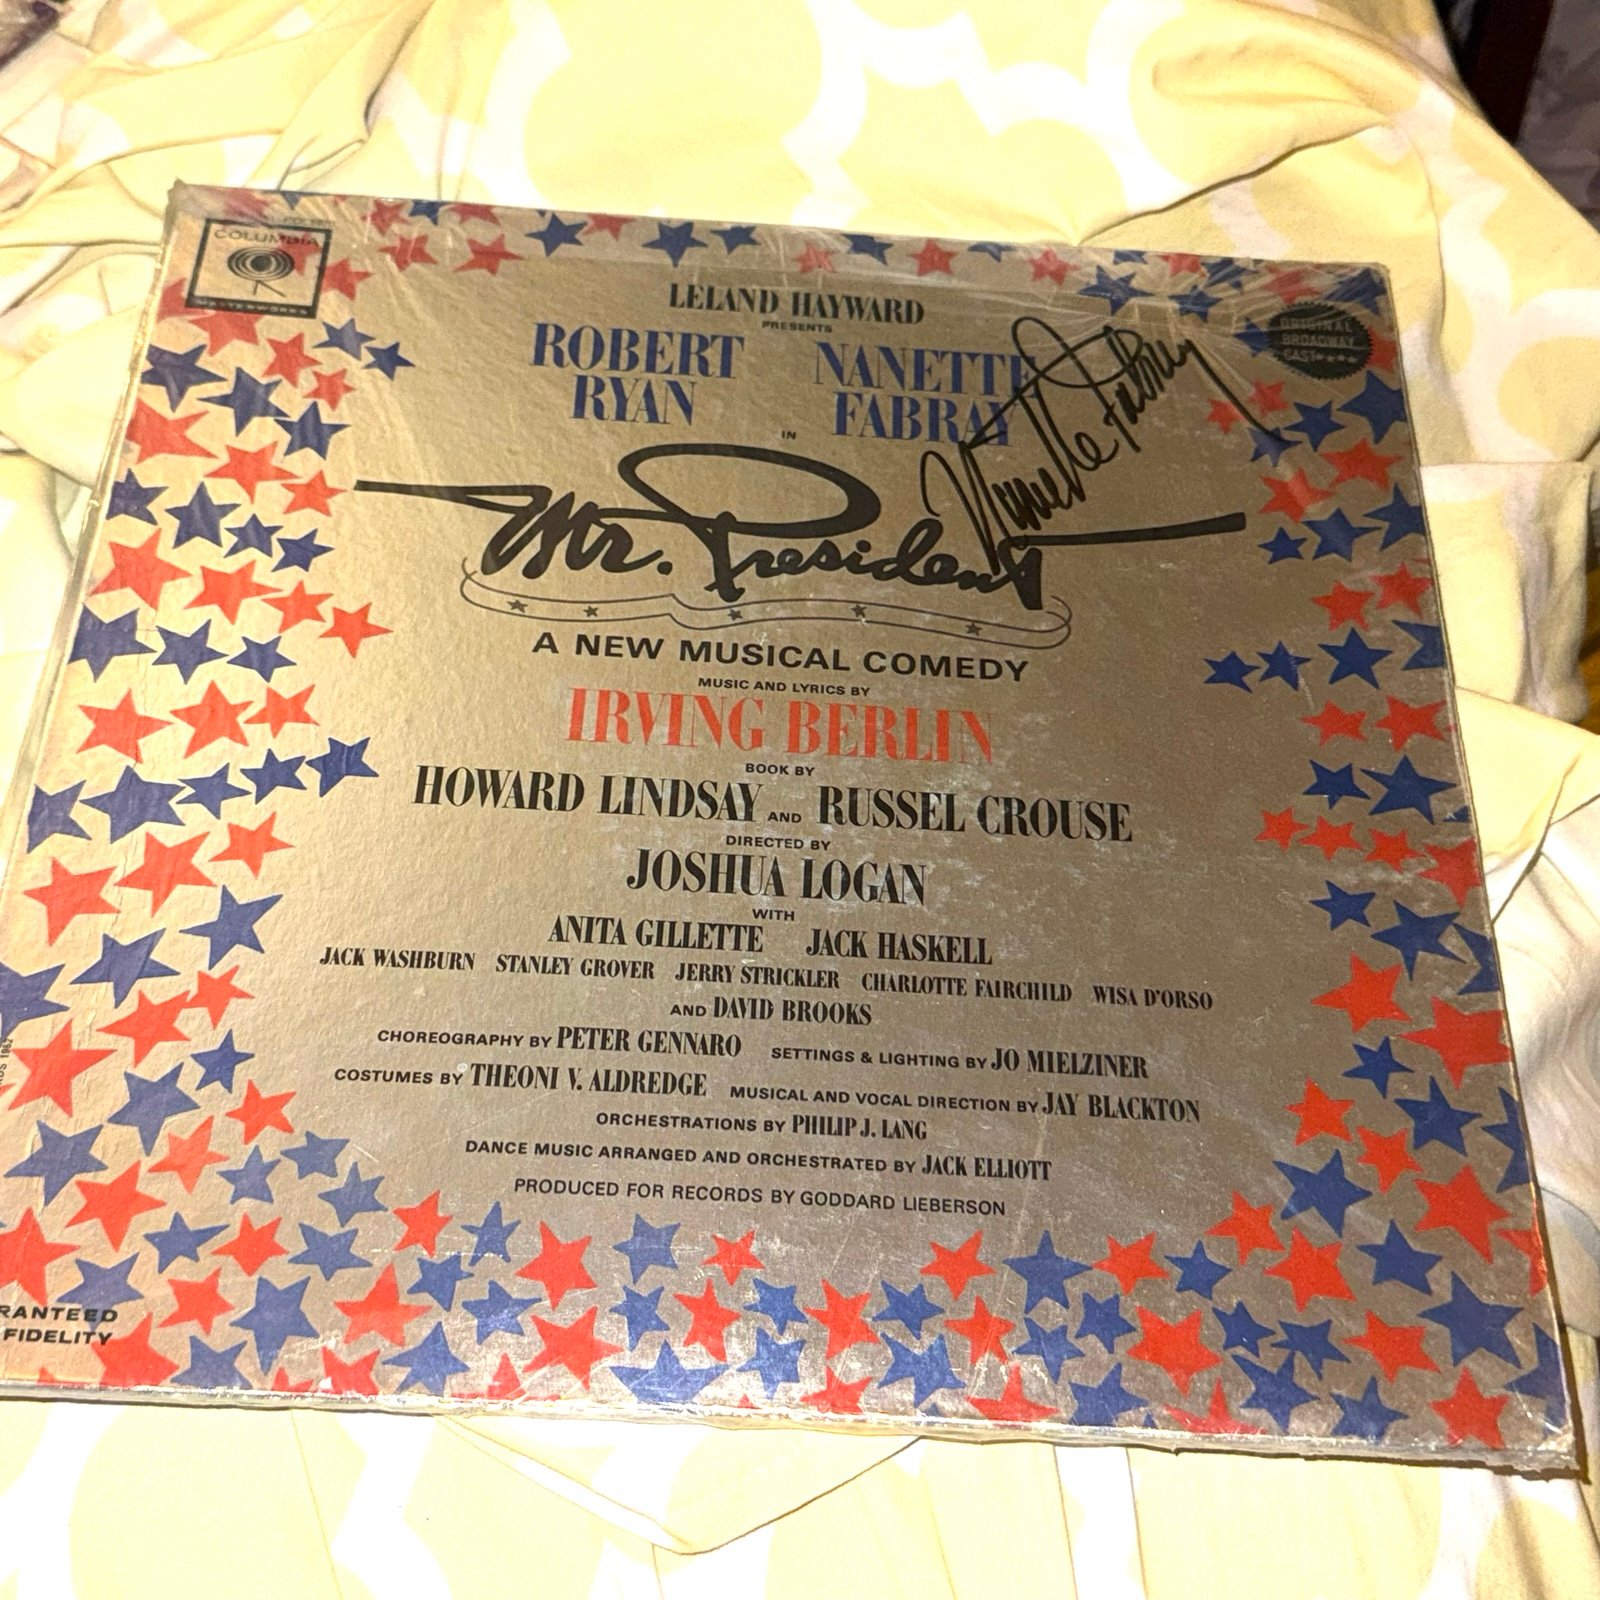 COLUMBIA
MASTERWORKS
LELAND HAYWARD
PRESENTS
ROBERT RYAN
NANETTE FABRAY
Nanette Fabray
ORIGINAL
BROADWAY
CAST
IN
Mr. President
A NEW MUSICAL COMEDY
MUSIC AND LYRICS BY
IRVING BERLIN
BOOK BY
HOWARD LINDSAY AND RUSSEL CROUSE
DIRECTED BY
JOSHUA LOGAN
WITH
ANITA GILLETTE JACK HASKELL
JACK WASHBURN STANLEY GROVER JERRY STRICKLER CHARLOTTE FAIRCHILD WISA D'ORSO
AND DAVID BROOKS
CHOREOGRAPHY BY PETER GENNARO SETTINGS & LIGHTING BY JO MIELZINER
COSTUMES BY THEONI V. ALDREDGE MUSICAL AND VOCAL DIRECTION BY JAY BLACKTON
ORCHESTRATIONS BY PHILIP J. LANG
DANCE MUSIC ARRANGED AND ORCHESTRATED BY JACK ELLIOTT
PRODUCED FOR RECORDS BY GODDARD LIEBERSON
1962
RANTEED
FIDELITY